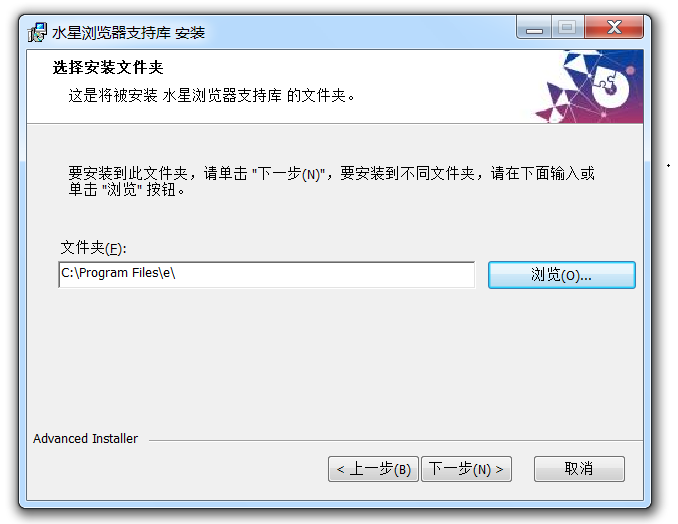 水星浏览器支持库 安装
选择安装文件夹
这是将被安装 水星浏览器支持库 的文件夹。
要安装到此文件夹，请单击 "下一步(N)"，要安装到不同文件夹，请在下面输入或
单击 "浏览" 按钮。
文件夹(F):
C:\Program Files\e\
浏览(O)...
Advanced Installer
< 上一步(B)
下一步(N) >
取消